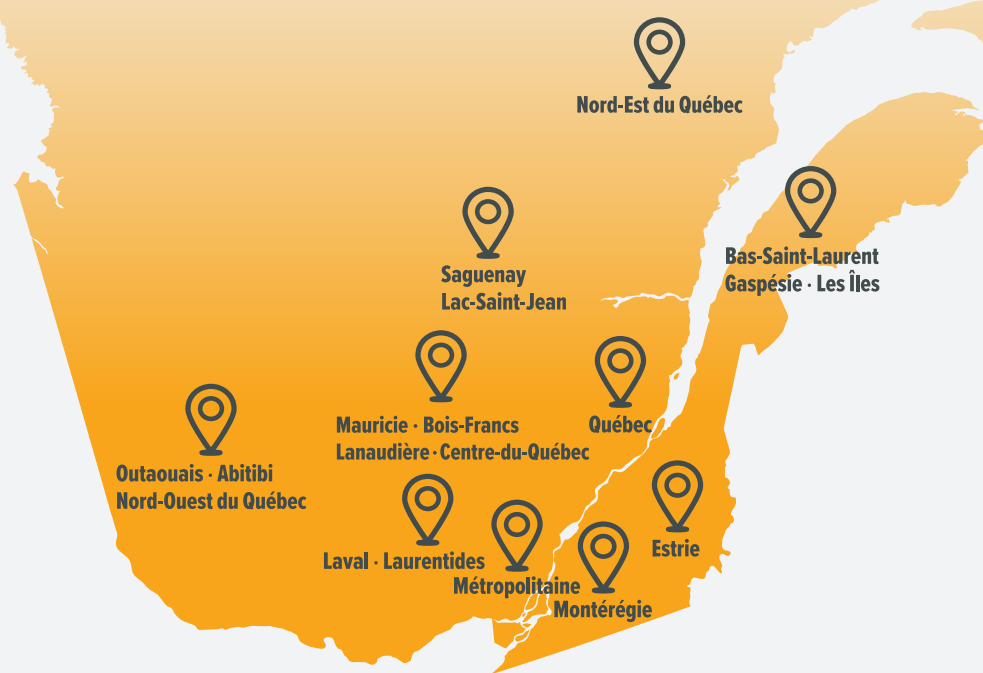 Nord-Est du Québec
Bas-Saint-Laurent
Gaspésie · Les Îles
Saguenay
Lac-Saint-Jean
Mauricie · Bois-Francs
Lanaudière · Centre-du-Québec
Québec
Outaouais · Abitibi
Nord-Ouest du Québec
Laval · Laurentides
Métropolitaine
Montérégie
Estrie